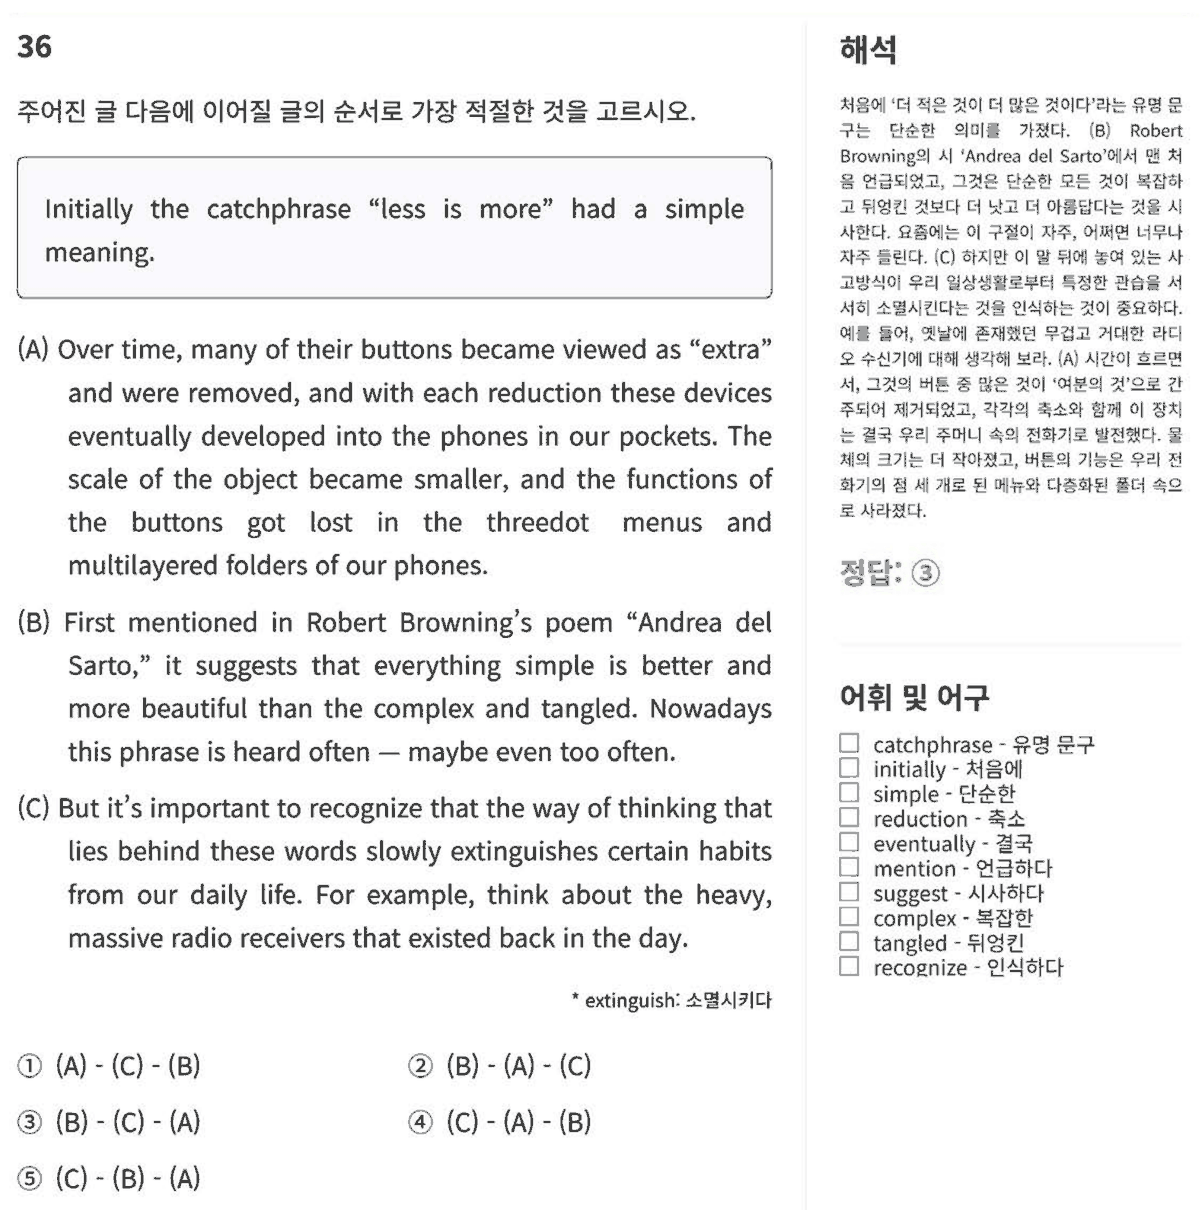 36
주어진 글 다음에 이어질 글의 순서로 가장 적절한 것을 고르시오.
Initially the catchphrase “less is more” had a simple
meaning.
(A) Over time, many of their buttons became viewed as “extra”
and were removed, and with each reduction these devices
eventually developed into the phones in our pockets. The
scale of the object became smaller, and the functions of
the buttons got lost in the threedot menus and
multilayered folders of our phones.
(B) First mentioned in Robert Browning’s poem “Andrea del
Sarto,” it suggests that everything simple is better and
more beautiful than the complex and tangled. Nowadays
this phrase is heard often — maybe even too often.
(C) But it’s important to recognize that the way of thinking that
lies behind these words slowly extinguishes certain habits
from our daily life. For example, think about the heavy,
massive radio receivers that existed back in the day.
* extinguish: 소멸시키다
① (A) - (C) - (B)
② (B) - (A) - (C)
③ (B) - (C) - (A)
④ (C) - (A) - (B)
⑤ (C) - (B) - (A)
해석
처음에 ‘더 적은 것이 더 많은 것이다’라는 유명 문
구는 단순한 의미를 가졌다. (B) Robert
Browning의 시 ‘Andrea del Sarto’에서 맨 처
음 언급되었고, 그것은 단순한 모든 것이 복잡하
고 뒤엉킨 것보다 더 낫고 더 아름답다는 것을 시
사한다. 요즘에는 이 구절이 자주, 어쩌면 너무나
자주 들린다. (C) 하지만 이 말 뒤에 놓여 있는 사
고방식이 우리 일상생활로부터 특정한 관습을 서
서히 소멸시킨다는 것을 인식하는 것이 중요하다.
예를 들어, 옛날에 존재했던 무겁고 거대한 라디
오 수신기에 대해 생각해 보라. (A) 시간이 흐르면
서, 그것의 버튼 중 많은 것이 ‘여분의 것’으로 간
주되어 제거되었고, 각각의 축소와 함께 이 장치
는 결국 우리 주머니 속의 전화기로 발전했다. 물
체의 크기는 더 작아졌고, 버튼의 기능은 우리 전
화기의 점 세 개로 된 메뉴와 다층화된 폴더 속으
로 사라졌다.
정답: ③
어휘 및 어구
catchphrase - 유명 문구
initially - 처음에
simple - 단순한
reduction - 축소
eventually - 결국
mention - 언급하다
suggest - 시사하다
complex - 복잡한
tangled - 뒤엉킨
recognize - 인식하다